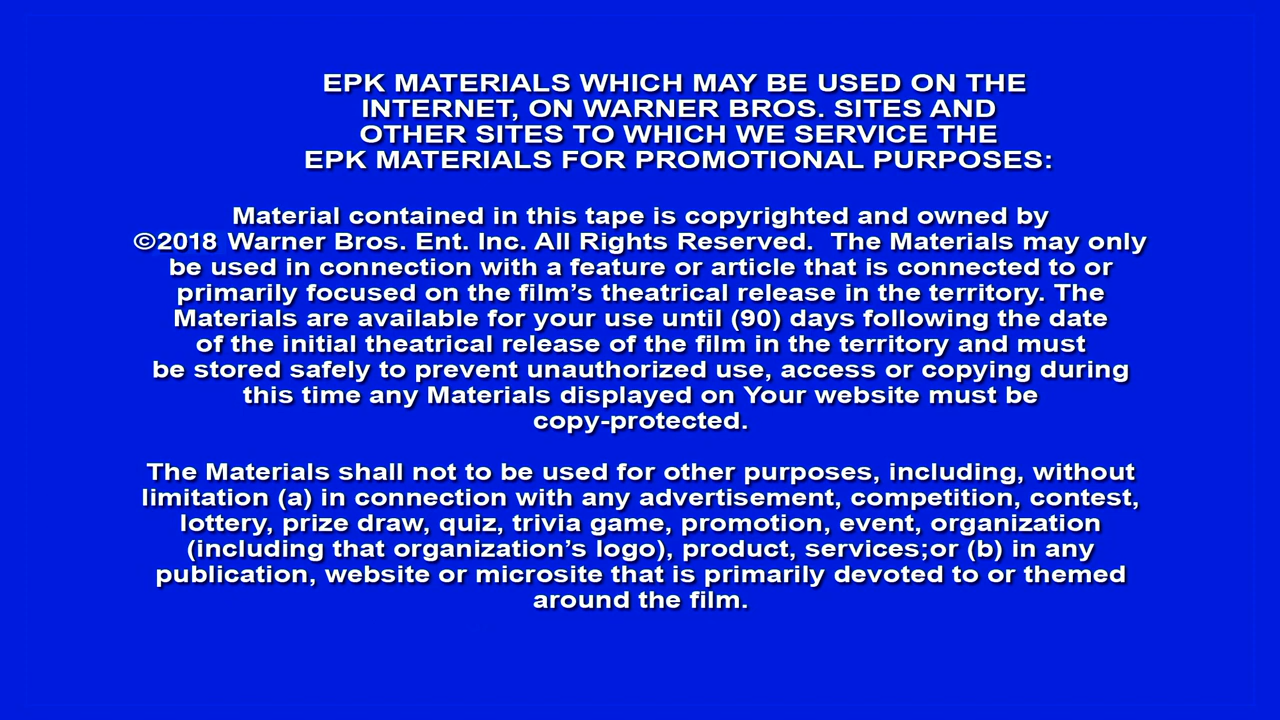 EPK MATERIALS WHICH MAY BE USED ON THE
INTERNET, ON WARNER BROS. SITES AND
OTHER SITES TO WHICH WE SERVICE THE
EPK MATERIALS FOR PROMOTIONAL PURPOSES:
Material contained in this tape is copyrighted and owned by
©2018 Warner Bros. Ent. Inc. All Rights Reserved.  The Materials may only
be used in connection with a feature or article that is connected to or
primarily focused on the film’s theatrical release in the territory. The
Materials are available for your use until (90) days following the date
of the initial theatrical release of the film in the territory and must
be stored safely to prevent unauthorized use, access or copying during
this time any Materials displayed on Your website must be
copy-protected.
The Materials shall not to be used for other purposes, including, without
limitation (a) in connection with any advertisement, competition, contest,
lottery, prize draw, quiz, trivia game, promotion, event, organization
(including that organization’s logo), product, services;or (b) in any
publication, website or microsite that is primarily devoted to or themed
around the film.